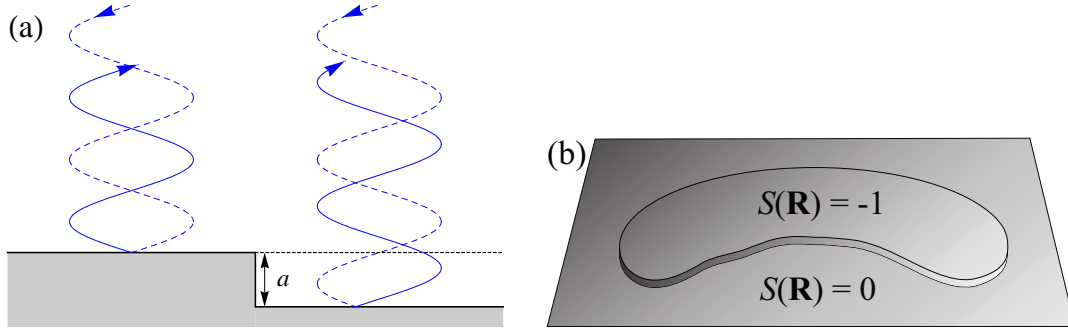 (a)
a
(b)
S(R) = -1
S(R) = 0